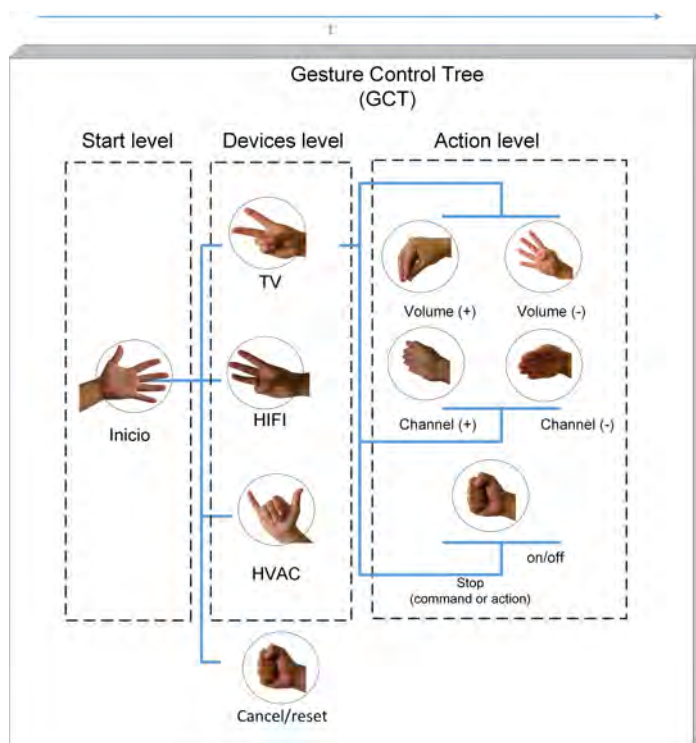 t
Gesture Control Tree
(GCT)
Start level
Devices level
Action level
TV
Volume (+)
Volume (-)
HIFI
Inicio
Channel (+)
Channel (-)
HVAC
on/off
Stop
(command or action)
Cancel/reset